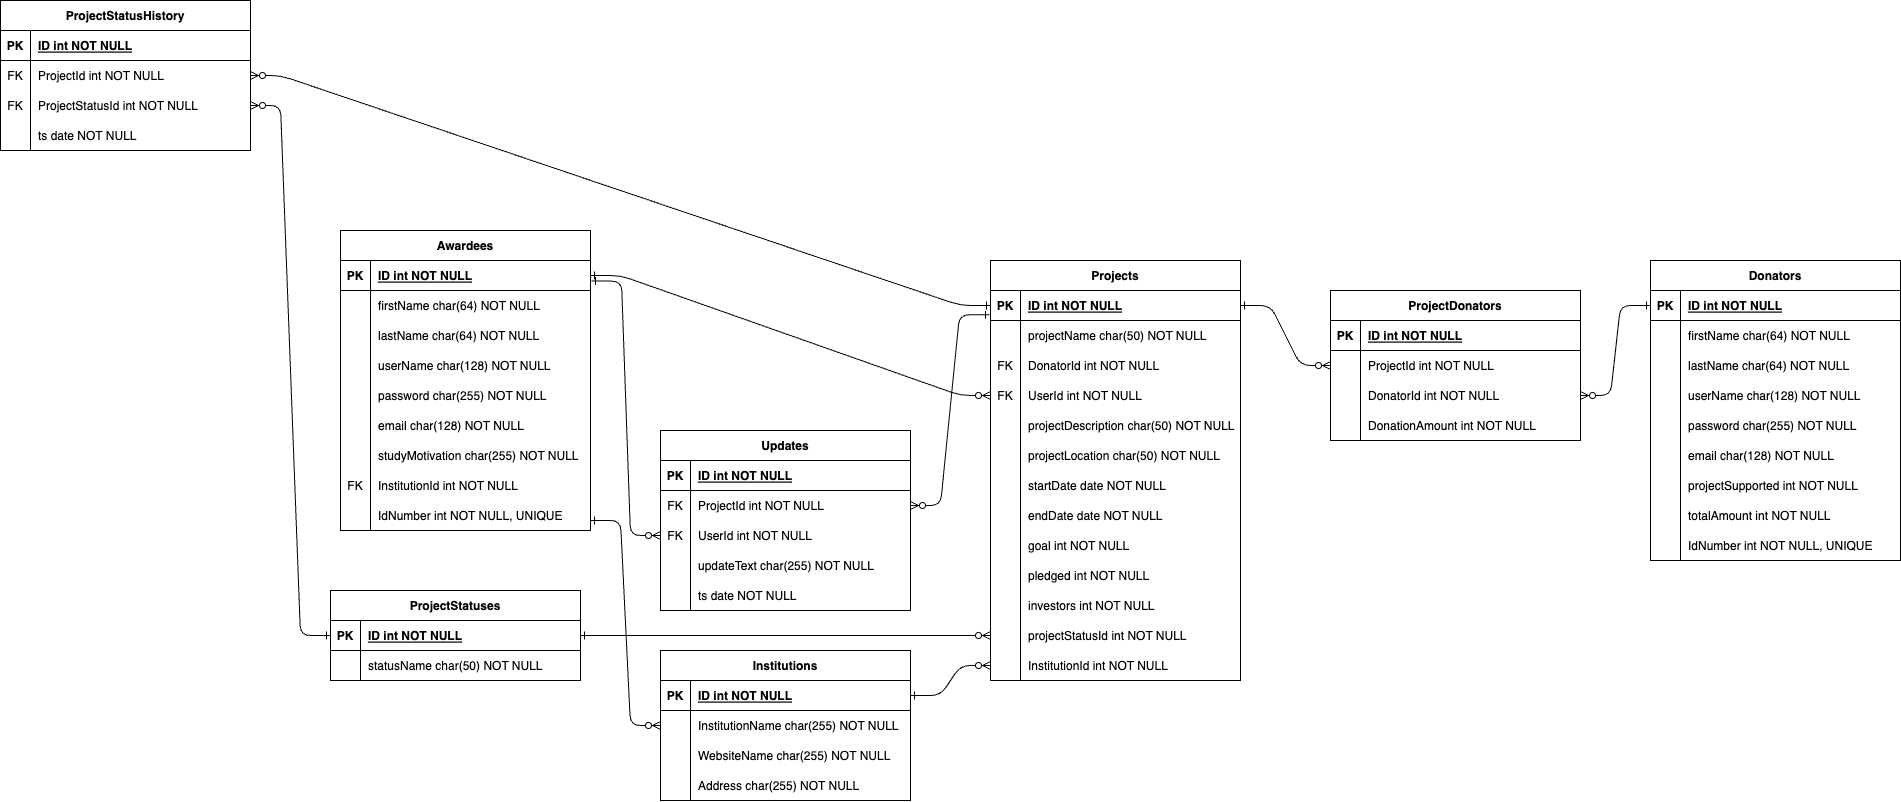 ProjectStatusHistory
PK ID int NOT NULL
FK ProjectId int NOT NULL
FK ProjectStatusId int NOT NULL
ts date NOT NULL
Awardees
PK ID int NOT NULL
firstName char(64) NOT NULL
lastName char(64) NOT NULL
userName char(128) NOT NULL
password char(255) NOT NULL
email char(128) NOT NULL
studyMotivation char(255) NOT NULL
FK InstitutionId int NOT NULL
IdNumber int NOT NULL, UNIQUE
ProjectStatuses
PK ID int NOT NULL
statusName char(50) NOT NULL
Updates
PK ID int NOT NULL
FK ProjectId int NOT NULL
FK UserId int NOT NULL
updateText char(255) NOT NULL
ts date NOT NULL
Institutions
PK ID int NOT NULL
InstitutionName char(255) NOT NULL
WebsiteName char(255) NOT NULL
Address char(255) NOT NULL
Projects
PK ID int NOT NULL
projectName char(50) NOT NULL
FK DonatorId int NOT NULL
FK UserId int NOT NULL
projectDescription char(50) NOT NULL
projectLocation char(50) NOT NULL
startDate date NOT NULL
endDate date NOT NULL
goal int NOT NULL
pledged int NOT NULL
investors int NOT NULL
projectStatusId int NOT NULL
InstitutionId int NOT NULL
ProjectDonators
PK ID int NOT NULL
ProjectId int NOT NULL
DonatorId int NOT NULL
DonationAmount int NOT NULL
Donators
PK ID int NOT NULL
firstName char(64) NOT NULL
lastName char(64) NOT NULL
userName char(128) NOT NULL
password char(255) NOT NULL
email char(128) NOT NULL
projectSupported int NOT NULL
totalAmount int NOT NULL
IdNumber int NOT NULL, UNIQUE